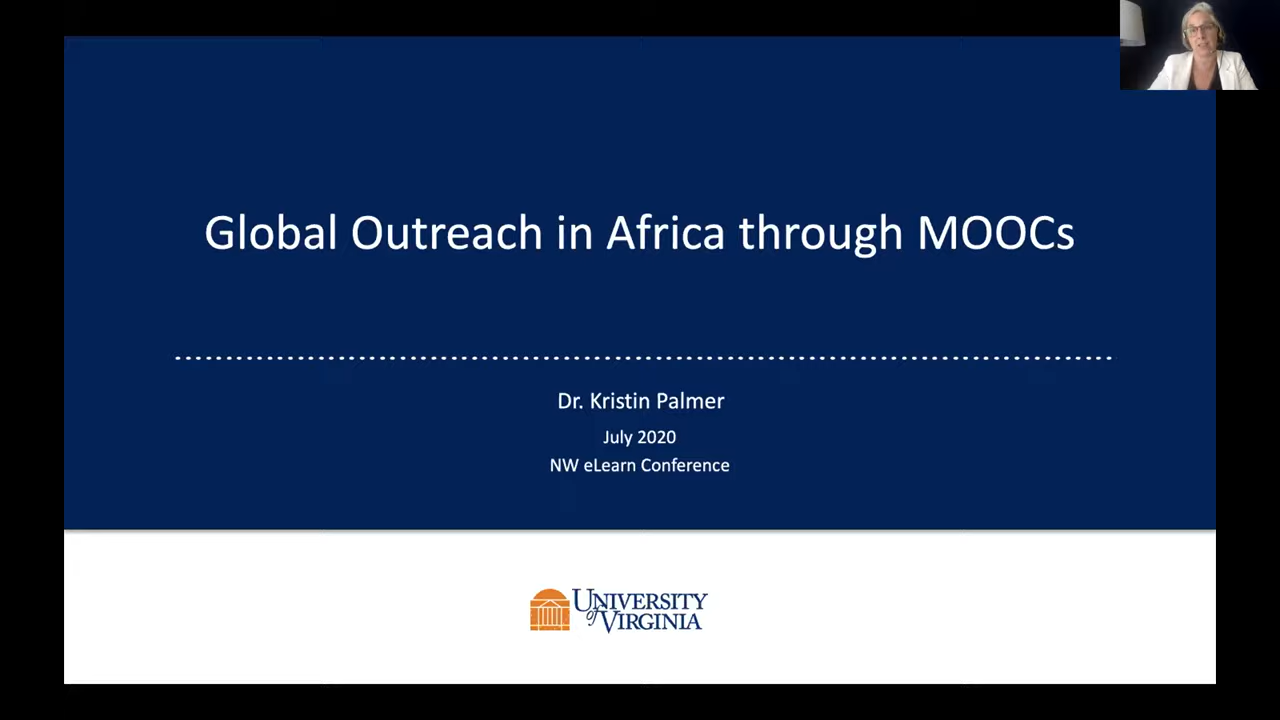 Global Outreach in Africa through MOOCs
Dr. Kristin Palmer
July 2020
NW eLearn Conference
UNIVERSITY
of VIRGINIA